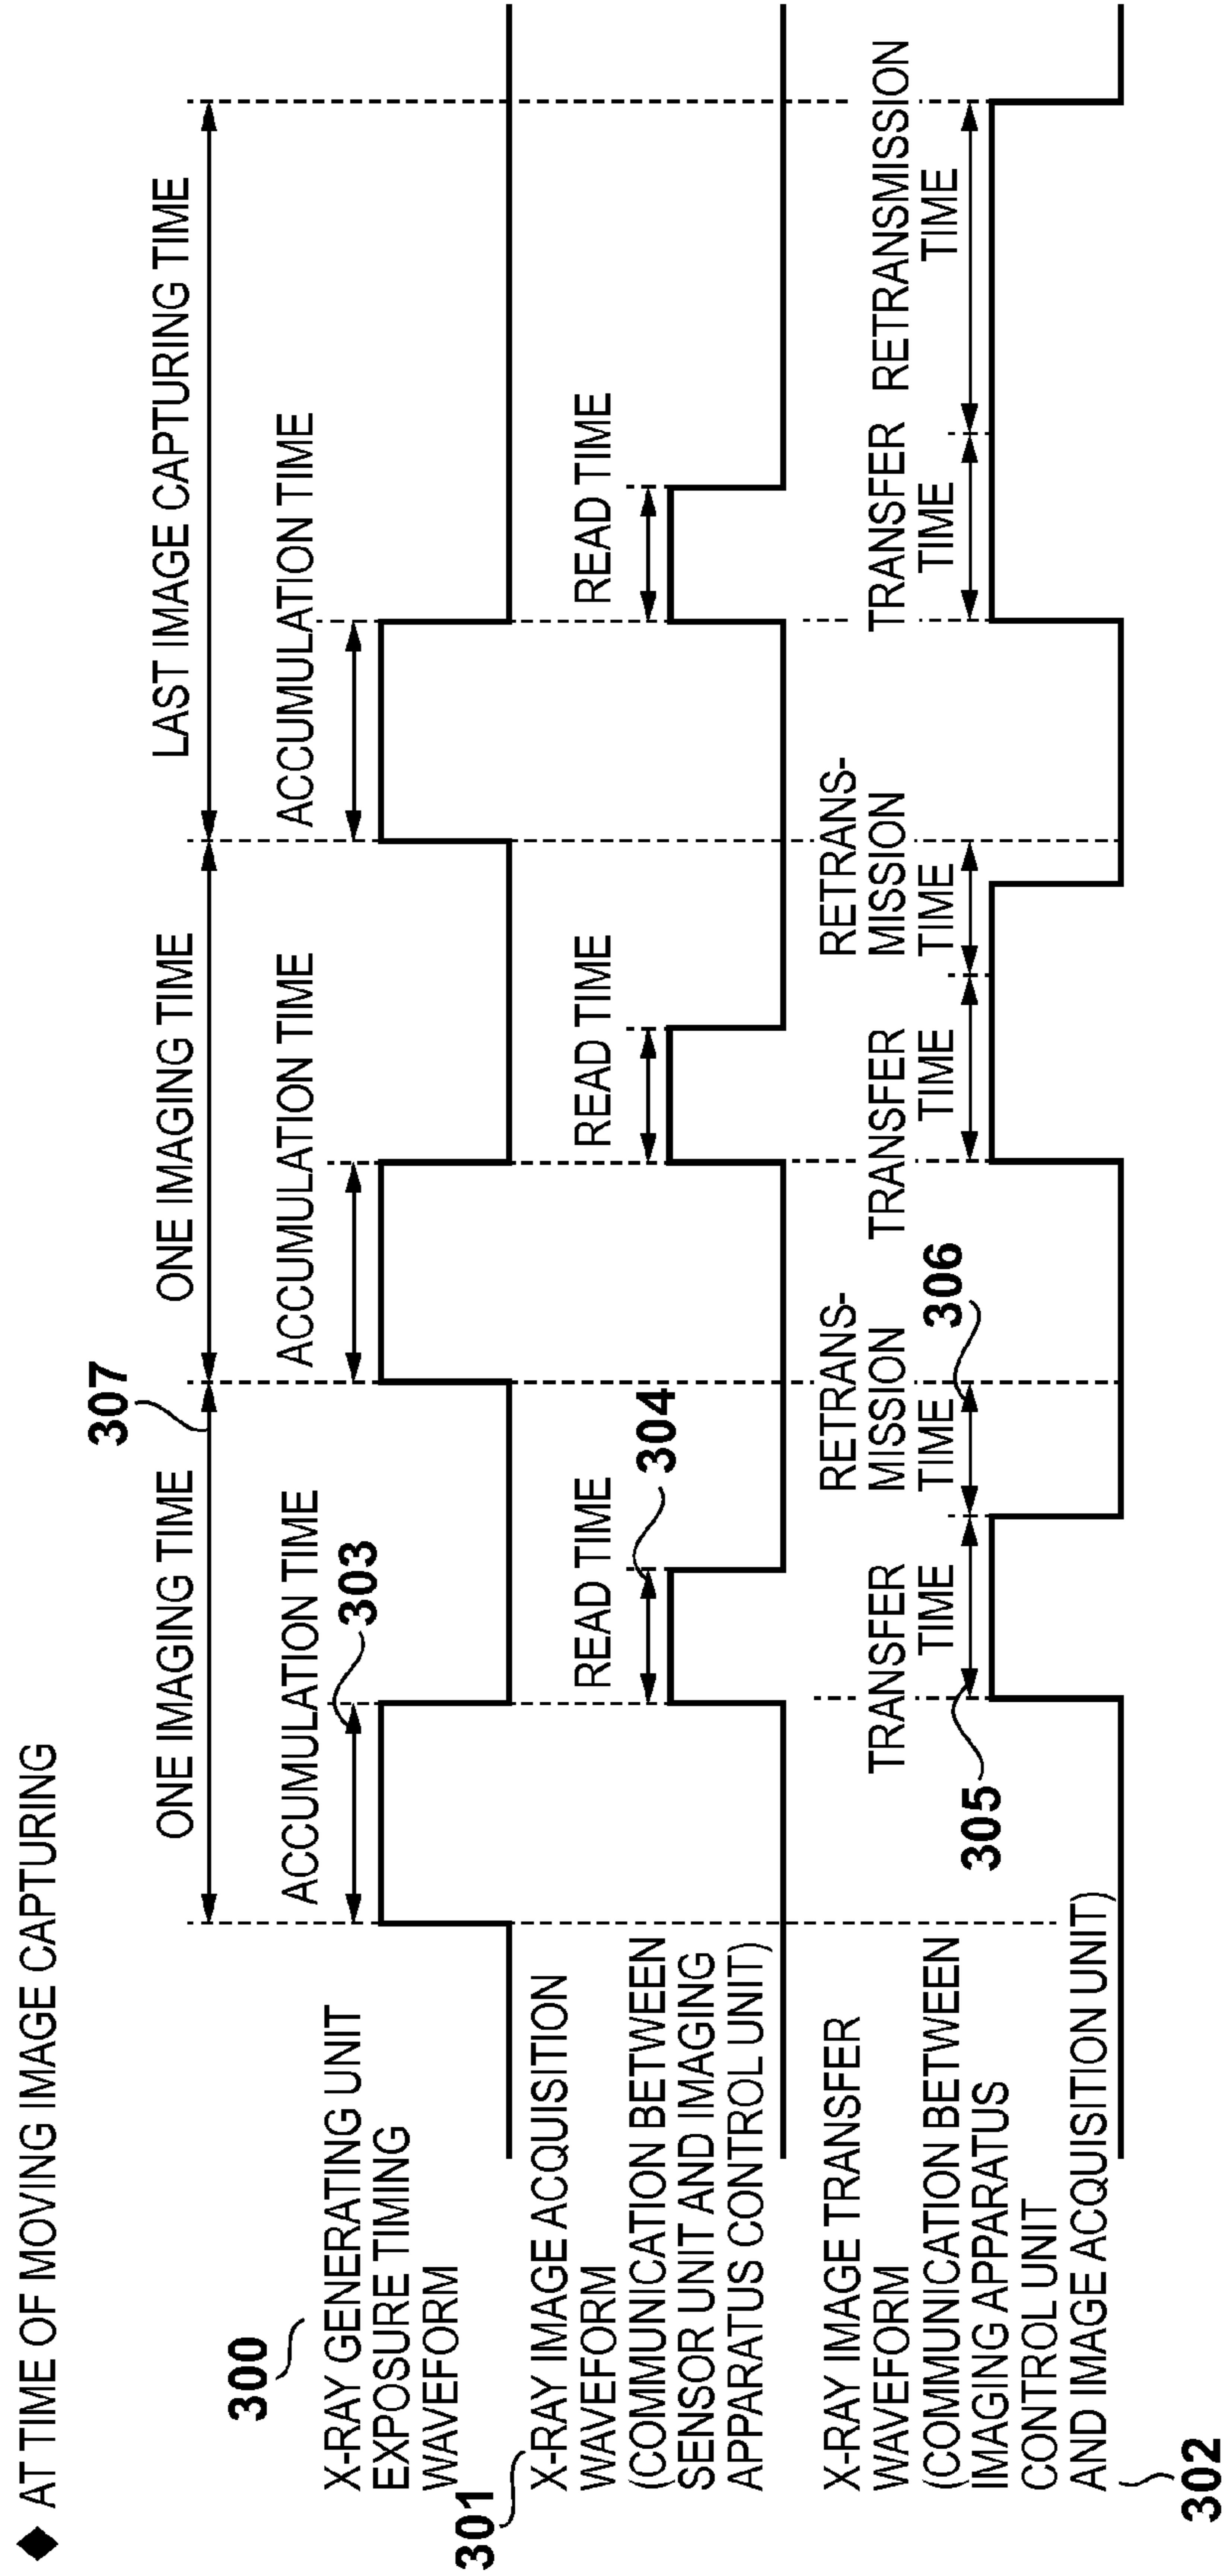 ◆ AT TIME OF MOVING IMAGE CAPTURING
307
ONE IMAGING TIME
ONE IMAGING TIME
LAST IMAGE CAPTURING TIME
300
X-RAY GENERATING UNIT
EXPOSURE TIMING
WAVEFORM
ACCUMULATION TIME
303
ACCUMULATION TIME
ACCUMULATION TIME
301
X-RAY IMAGE ACQUISITION
WAVEFORM
(COMMUNICATION BETWEEN
SENSOR UNIT AND IMAGING
APPARATUS CONTROL UNIT)
READ TIME
304
READ TIME
READ TIME
302
X-RAY IMAGE TRANSFER
WAVEFORM
(COMMUNICATION BETWEEN
IMAGING APPARATUS
CONTROL UNIT
AND IMAGE ACQUISITION UNIT)
TRANSFER
TIME
305
RETRANS-
MISSION
TIME
306
TRANSFER
TIME
RETRANS-
MISSION
TIME
TRANSFER
TIME
RETRANSMISSION
TIME